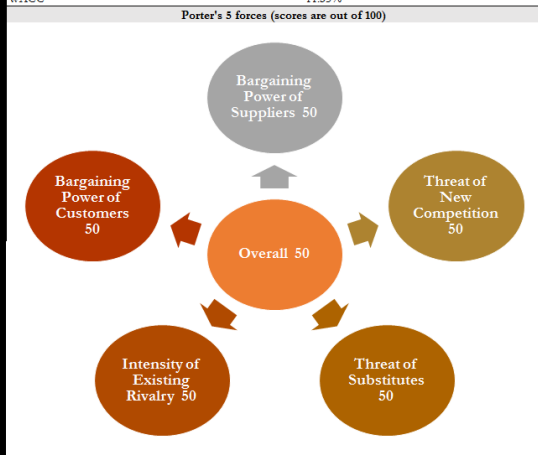 Porter's 5 forces (scores are out of 100)
Bargaining
Power of
Suppliers 50
Bargaining
Power of
Customers
50
Threat of
New
Competition
50
Overall 50
Intensity of
Existing
Rivalry 50
Threat of
Substitutes
50